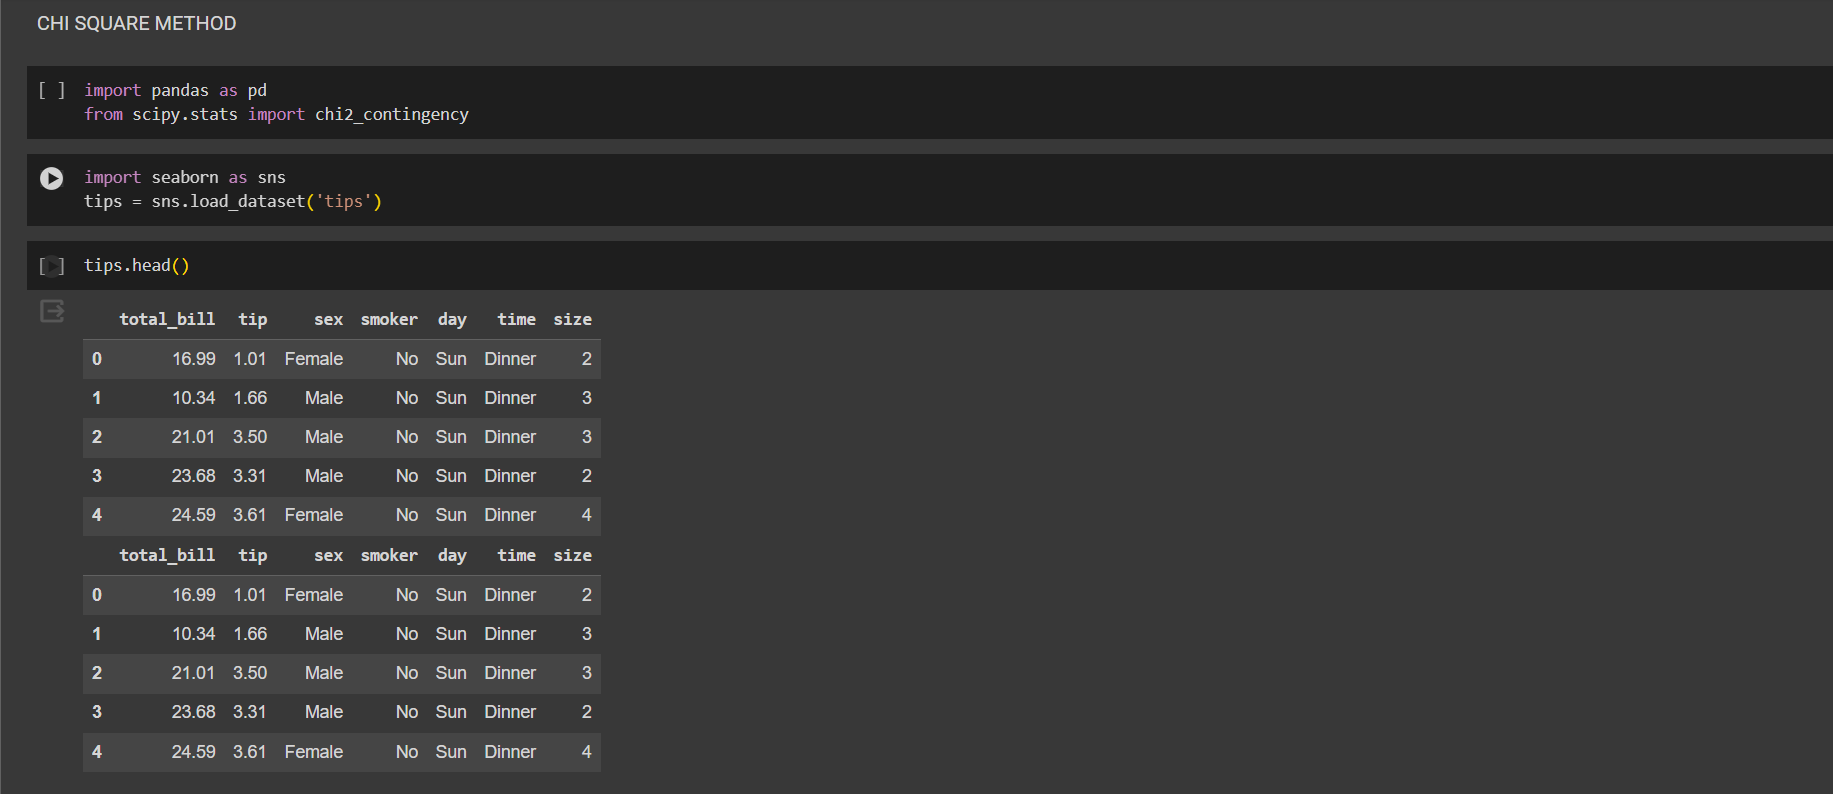 CHI SQUARE METHOD
[ ] import pandas as pd
from scipy.stats import chi2_contingency
import seaborn as sns
tips = sns.load_dataset('tips')
[ ] tips.head()
total_bill tip sex smoker day time size
0 16.99 1.01 Female No Sun Dinner 2
1 10.34 1.66 Male No Sun Dinner 3
2 21.01 3.50 Male No Sun Dinner 3
3 23.68 3.31 Male No Sun Dinner 2
4 24.59 3.61 Female No Sun Dinner 4
total_bill tip sex smoker day time size
0 16.99 1.01 Female No Sun Dinner 2
1 10.34 1.66 Male No Sun Dinner 3
2 21.01 3.50 Male No Sun Dinner 3
3 23.68 3.31 Male No Sun Dinner 2
4 24.59 3.61 Female No Sun Dinner 4